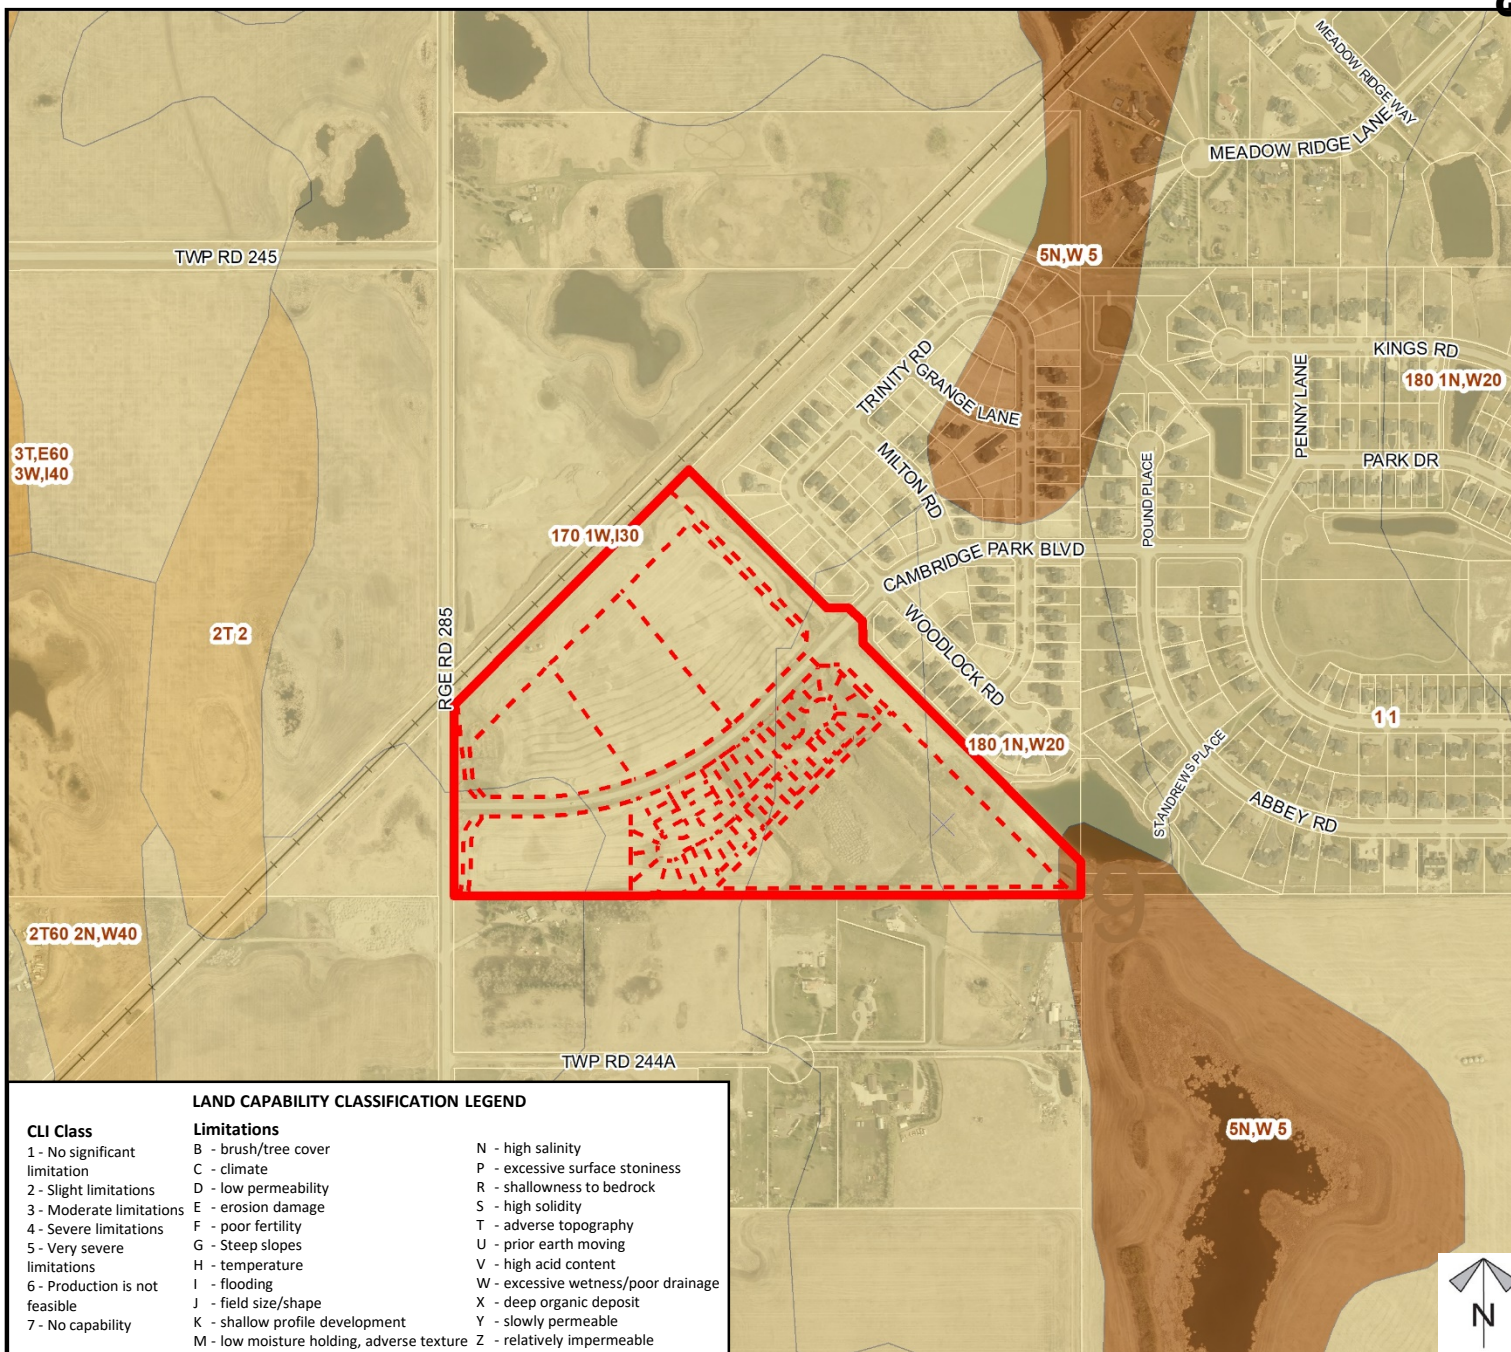 MEADOW RIDGE WAY
MEADOW RIDGE LANE
TWP RD 245
5N,W 5
TRINITY RD
GRANGE LANE
KINGS RD
180 1N,W20
PENNY LANE
PARK DR
MILTON RD
POUND PLACE
3T,E60
3W,I40
170 1W,I30
CAMBRIDGE PARK BLVD
WOODLOCK RD
2T 2
RGE RD 285
1 1
180 1N,W20
STANDREWS PLACE
ABBEY RD
2T60 2N,W40
TWP RD 244A
5N,W 5
LAND CAPABILITY CLASSIFICATION LEGEND
CLI Class
1 - No significant
limitation
2 - Slight limitations
3 - Moderate limitations
4 - Severe limitations
5 - Very severe
limitations
6 - Production is not
feasible
7 - No capability
Limitations
B - brush/tree cover
C - climate
D - low permeability
E - erosion damage
F - poor fertility
G - Steep slopes
H - temperature
I - flooding
J - field size/shape
K - shallow profile development
M - low moisture holding, adverse texture
N - high salinity
P - excessive surface stoniness
R - shallowness to bedrock
S - high solidity
T - adverse topography
U - prior earth moving
V - high acid content
W - excessive wetness/poor drainage
X - deep organic deposit
Y - slowly permeable
Z - relatively impermeable
N